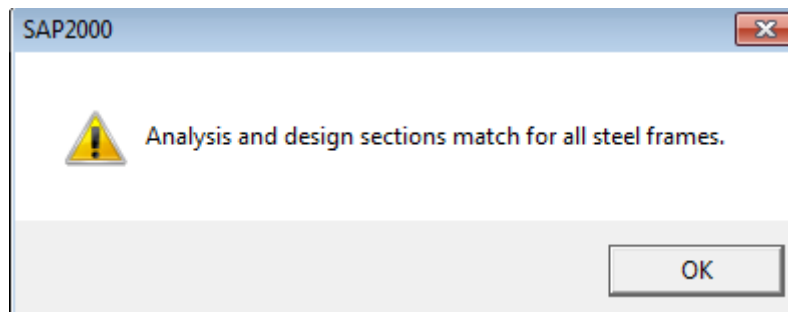 SAP2000
Analysis and design sections match for all steel frames.
OK